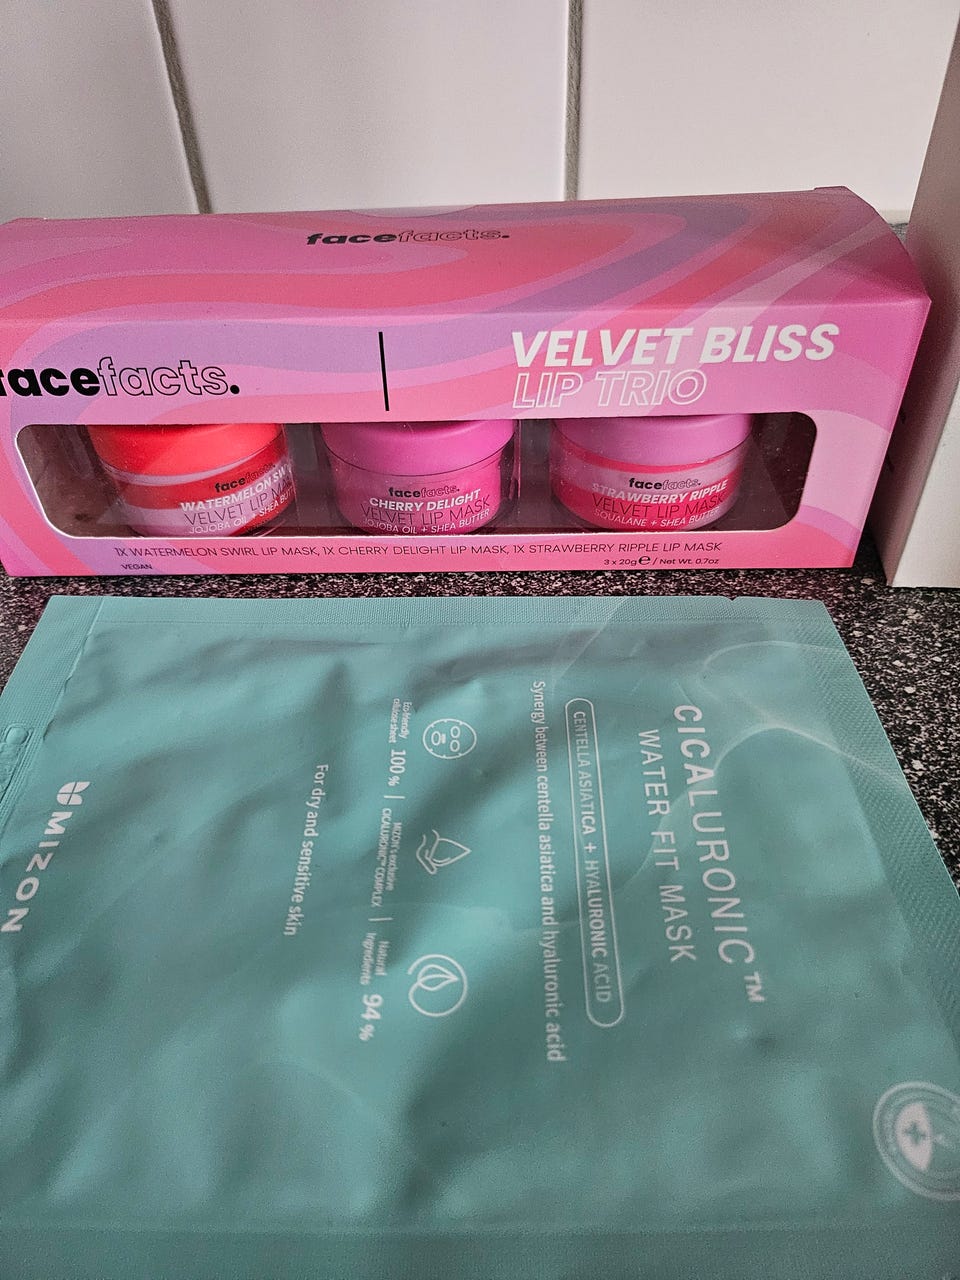 facefacts.
facefacts.
VELVET BLISS
LIP TRIO
facefacts.
WATERMELON SWI
VELVET LIP MA
JOJOBA OIL + SHEA BU
facefacts.
CHERRY DELIGHT
VELVET LIP MASK
JOJOBA OIL + SHEA BUTTER
facefacts.
STRAWBERRY RIPPLE
VELVET LIP MASK
SQUALANE + SHEA BUTTER
1X WATERMELON SWIRL LIP MASK, 1X CHERRY DELIGHT LIP MASK, 1X STRAWBERRY RIPPLE LIP MASK
VEGAN
3 x 20g℮ / Net Wt. 0.7oz
CICALURONIC™
WATER FIT MASK
CENTELLA ASIATICA + HYALURONIC ACID
Synergy between centella asiatica and hyaluronic acid
Eco-friendly
cellulose sheet 100 %
MIZON's exclusive
CICALURONIC™ COMPLEX
Natural
Ingredients 94 %
For dry and sensitive skin
MIZON